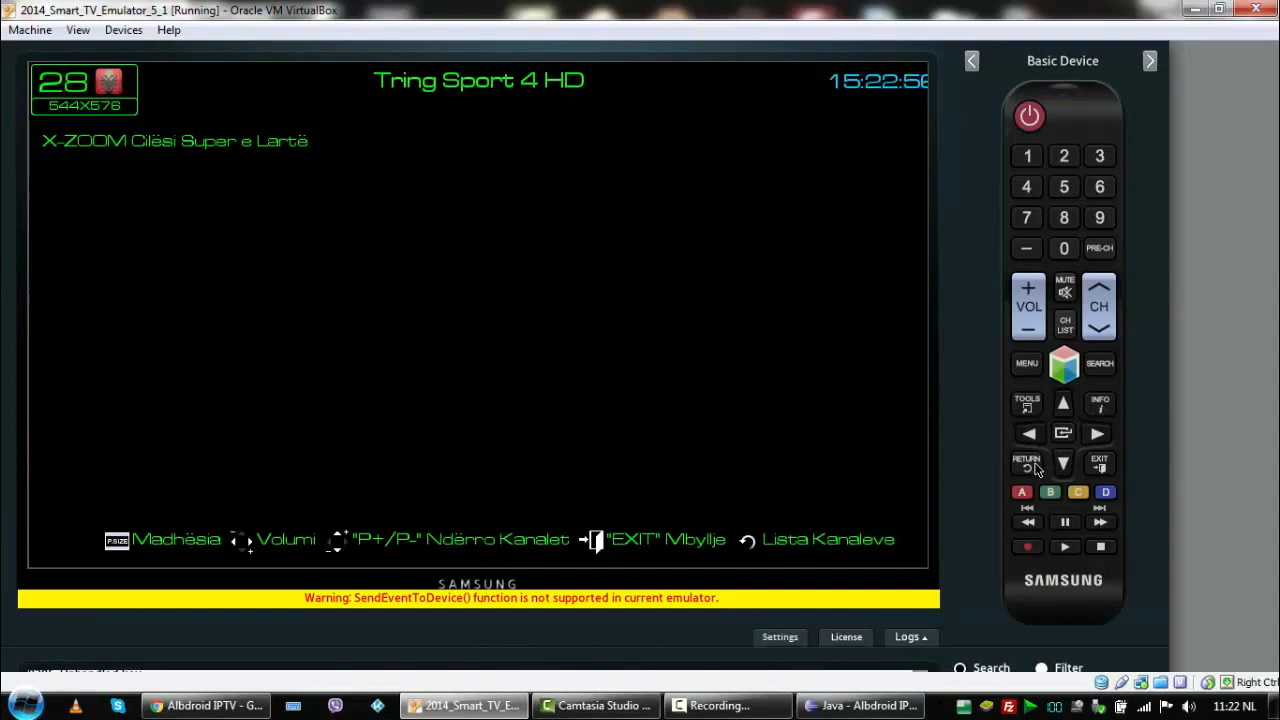 2014_Smart_TV_Emulator_5_1 [Running] - Oracle VM VirtualBox
Machine View Devices Help
28
544X576
Tring Sport 4 HD
15:22:56
X-ZOOM Cilësi Super e Lartë
P.SIZE Madhësia Volumi "P+/P-" Ndërro Kanalet "EXIT" Mbyllje Lista Kanaleve
SAMSUNG
Warning: SendEventToDevice() function is not supported in current emulator.
Settings License Logs
Search Filter
Basic Device
1 2 3
4 5 6
7 8 9
– 0 PRE-CH
+ MUTE
VOL CH
– CH LIST
MENU SEARCH
TOOLS INFO
i
RETURN EXIT
A B C D
SAMSUNG
Right Ctrl
Albdroid IPTV - G... 2014_Smart_TV_E... Camtasia Studio ... Recording... Java - Albdroid IP...
100
11:22 NL